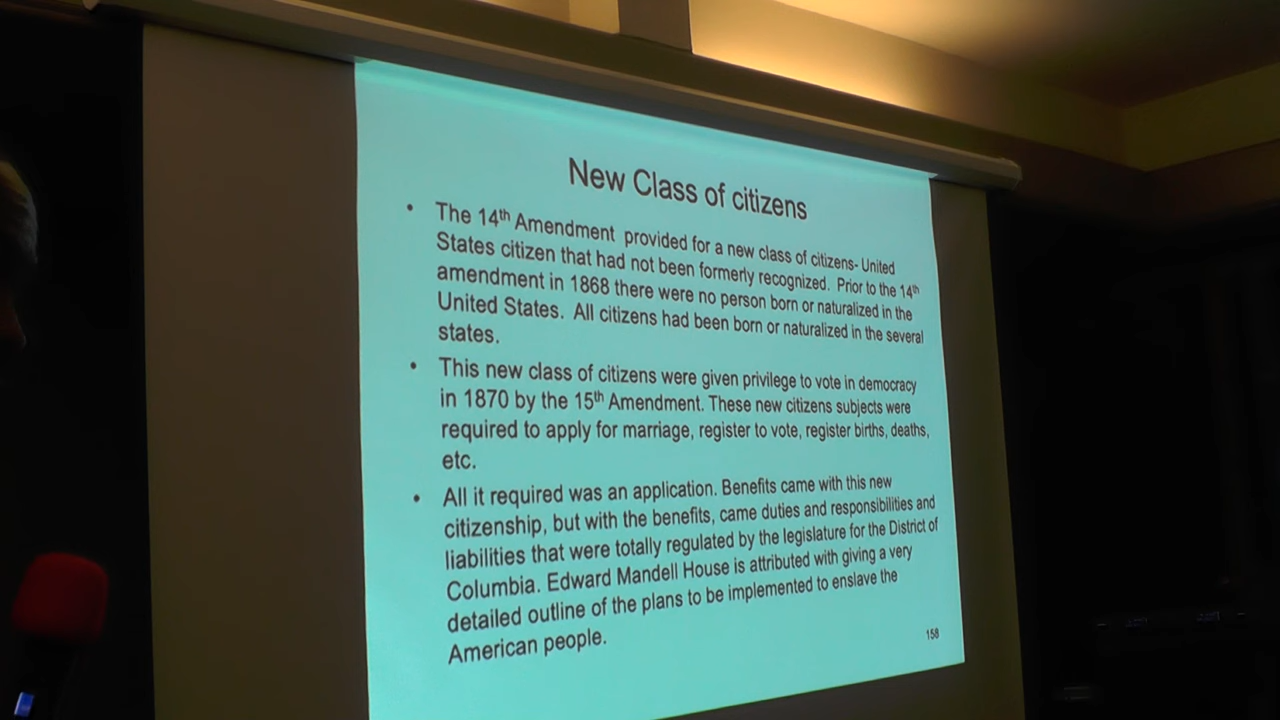 New Class of citizens
• The 14th Amendment provided for a new class of citizens- United
States citizen that had not been formerly recognized. Prior to the 14th
amendment in 1868 there were no person born or naturalized in the
United States. All citizens had been born or naturalized in the several
states.
• This new class of citizens were given privilege to vote in democracy
in 1870 by the 15th Amendment. These new citizens subjects were
required to apply for marriage, register to vote, register births, deaths,
etc.
• All it required was an application. Benefits came with this new
citizenship, but with the benefits, came duties and responsibilities and
liabilities that were totally regulated by the legislature for the District of
Columbia. Edward Mandell House is attributed with giving a very
detailed outline of the plans to be implemented to enslave the
American people.
158